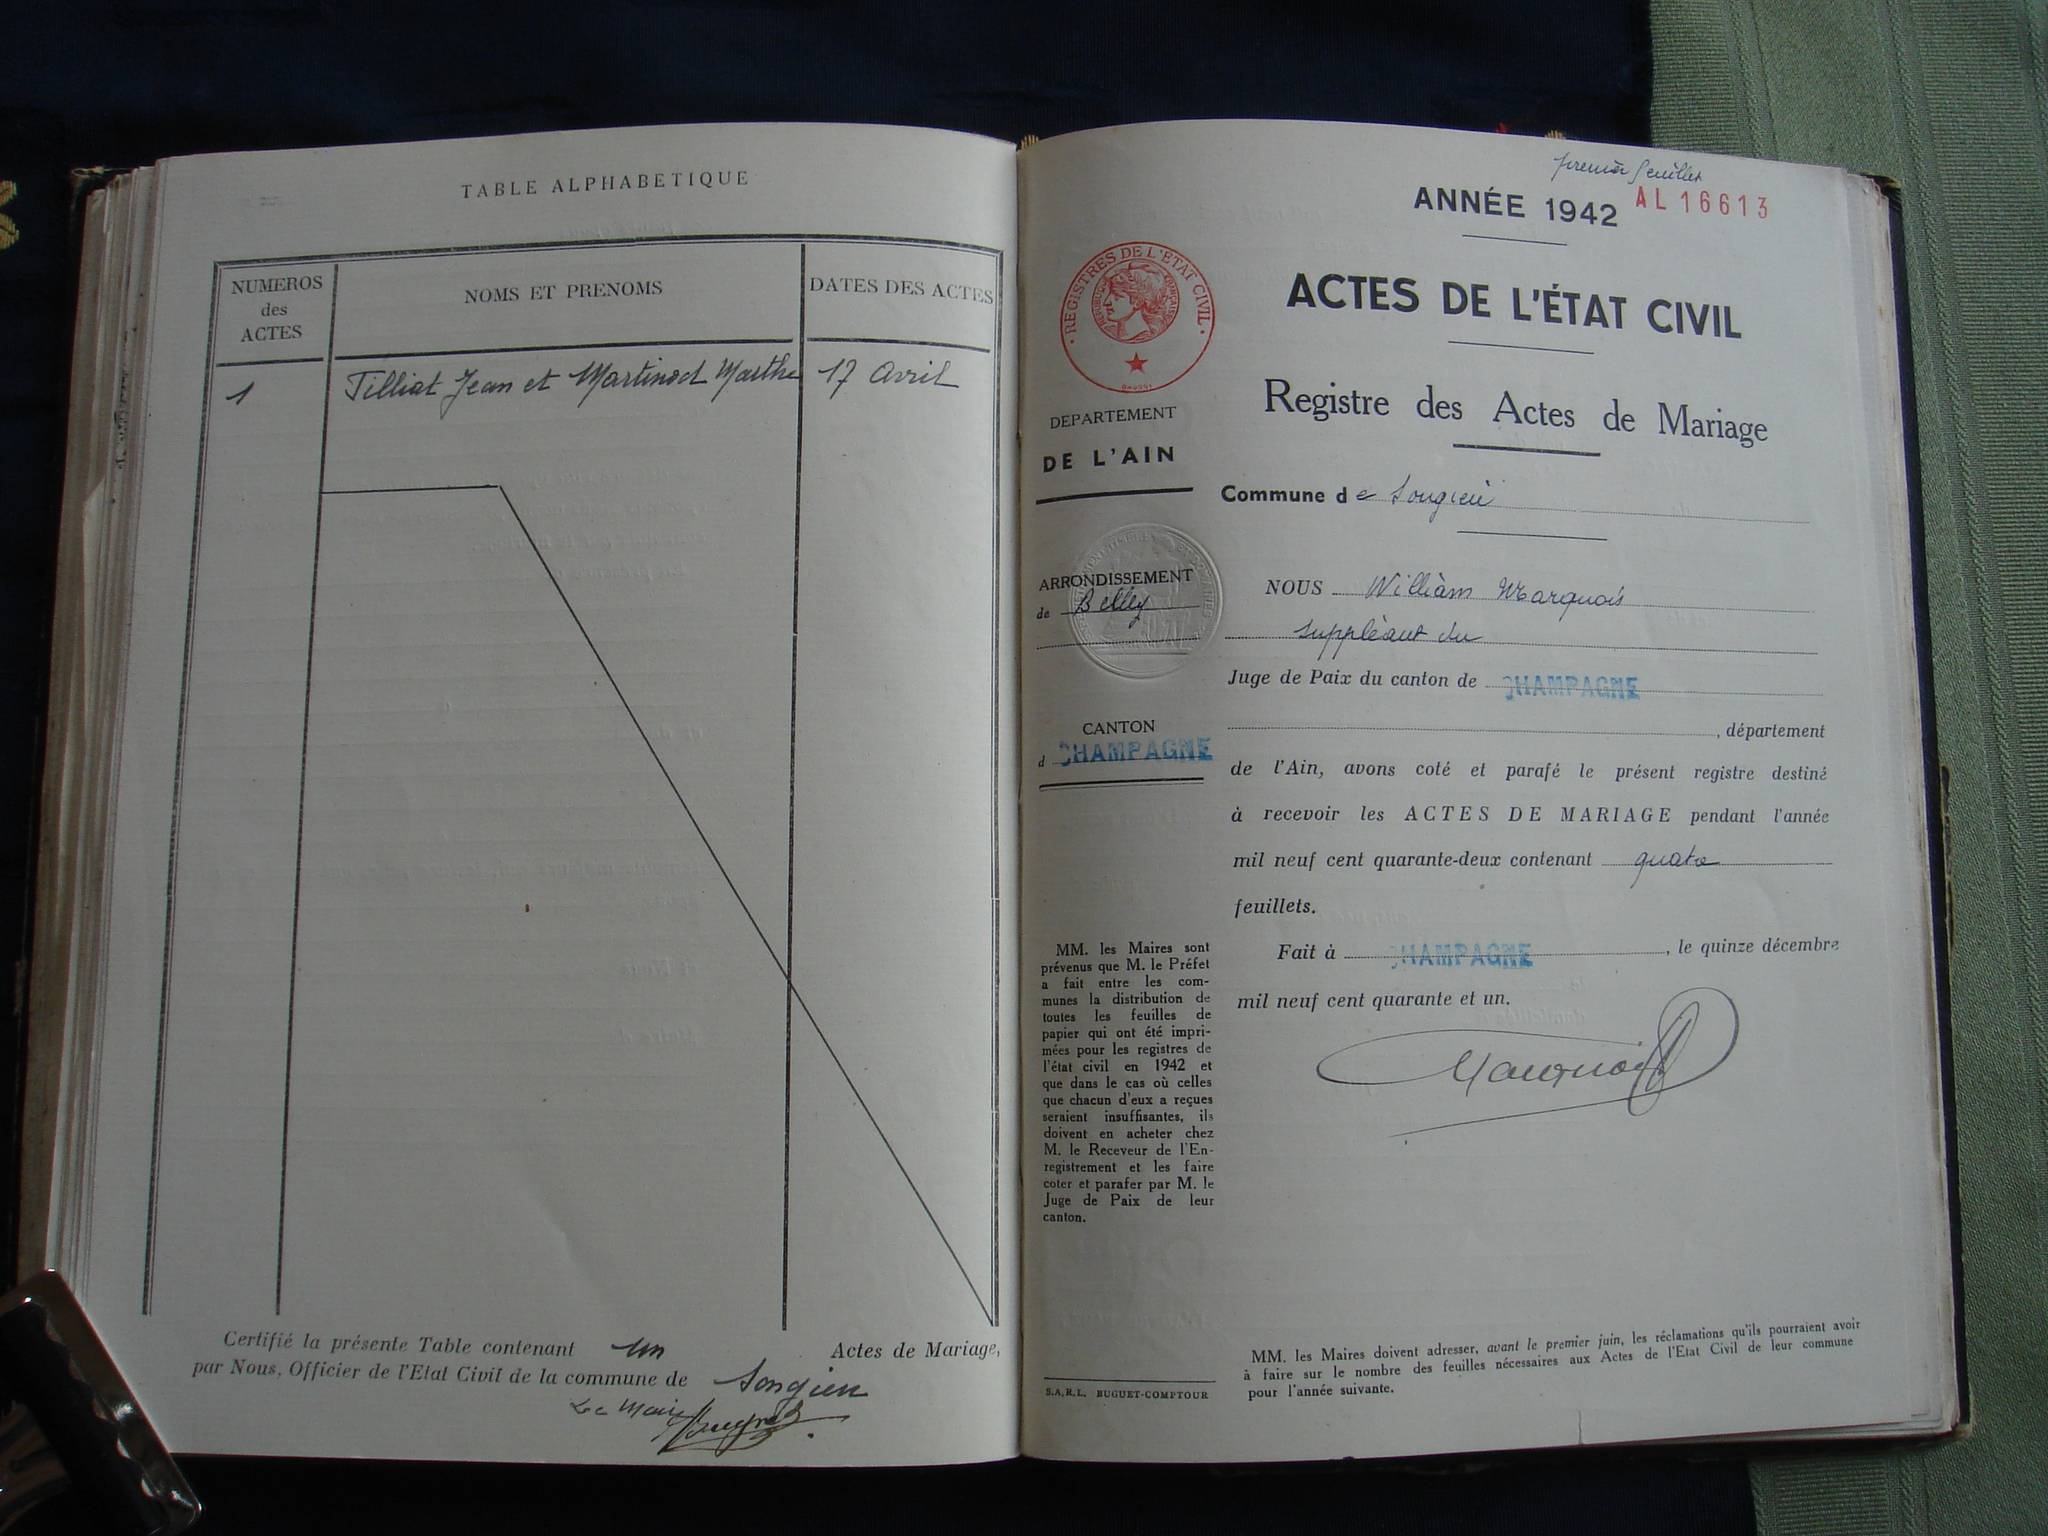 TABLE ALPHABETIQUE
NUMEROS
des
ACTES
NOMS ET PRENOMS
DATES DES ACTES
1
Tilliat Jean et Martinod Marthe
17 Avril
Certifié la présente Table contenant un Actes de Mariage,
par Nous, Officier de l'Etat Civil de la commune de Songieu
Le Maire
premier feuillet
ANNÉE 1942
AL 16613
ACTES DE L'ÉTAT CIVIL
Registre des Actes de Mariage
REGISTRES DE L'ETAT CIVIL
REPUBLIQUE FRANÇAISE
DEPARTEMENT
DE L'AIN
ARRONDISSEMENT
de Belley
CANTON
d CHAMPAGNE
MM. les Maires sont
prévenus que M. le Préfet
a fait entre les com-
munes la distribution de
toutes les feuilles de
papier qui ont été impri-
mées pour les registres de
l'état civil en 1942 et
que dans le cas où celles
que chacun d'eux a reçues
seraient insuffisantes, ils
doivent en acheter chez
M. le Receveur de l'En-
registrement et les faire
coter et parafer par M. le
Juge de Paix de leur
canton.
S.A.R.L. BUGUET-COMPTOUR
Commune de Songieu
NOUS William Marquois
suppléant du
Juge de Paix du canton de CHAMPAGNE
, département
de l'Ain, avons coté et parafé le présent registre destiné
à recevoir les ACTES DE MARIAGE pendant l'année
mil neuf cent quarante-deux contenant quatre
feuillets.
Fait à CHAMPAGNE, le quinze décembre
mil neuf cent quarante et un.
Marquois
MM. les Maires doivent adresser, avant le premier juin, les réclamations qu'ils pourraient avoir
à faire sur le nombre des feuilles nécessaires aux Actes de l'Etat Civil de leur commune
pour l'année suivante.